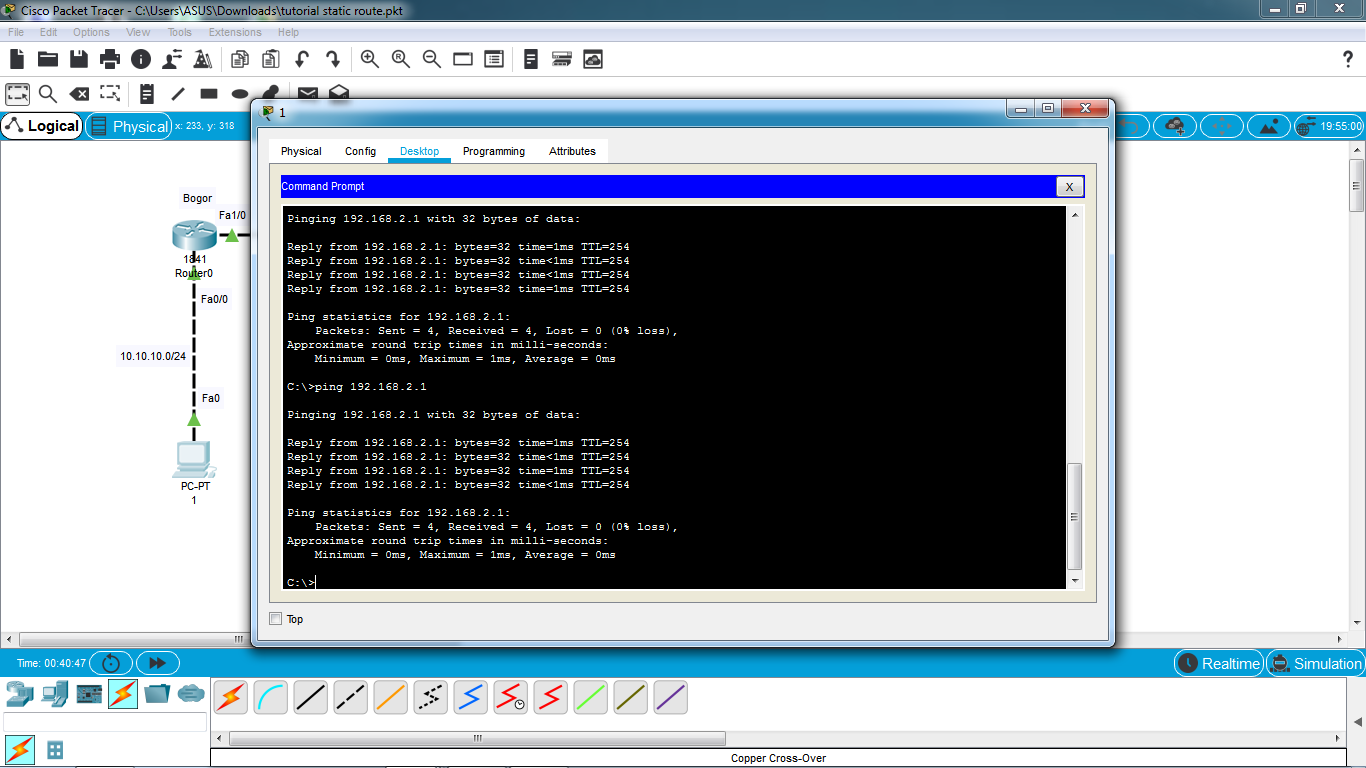 Cisco Packet Tracer - C:\Users\ASUS\Downloads\tutorial static route.pkt
File Edit Options View Tools Extensions Help
Logical
Physical
x: 233, y: 318
19:55:00
Bogor
Fa1/0
1841
Router0
Fa0/0
10.10.10.0/24
Fa0
PC-PT
1
1
Physical Config Desktop Programming Attributes
Command Prompt
X
Pinging 192.168.2.1 with 32 bytes of data:
Reply from 192.168.2.1: bytes=32 time=1ms TTL=254
Reply from 192.168.2.1: bytes=32 time<1ms TTL=254
Reply from 192.168.2.1: bytes=32 time<1ms TTL=254
Reply from 192.168.2.1: bytes=32 time<1ms TTL=254
Ping statistics for 192.168.2.1:
Packets: Sent = 4, Received = 4, Lost = 0 (0% loss),
Approximate round trip times in milli-seconds:
Minimum = 0ms, Maximum = 1ms, Average = 0ms
C:\>ping 192.168.2.1
Pinging 192.168.2.1 with 32 bytes of data:
Reply from 192.168.2.1: bytes=32 time=1ms TTL=254
Reply from 192.168.2.1: bytes=32 time<1ms TTL=254
Reply from 192.168.2.1: bytes=32 time=1ms TTL=254
Reply from 192.168.2.1: bytes=32 time<1ms TTL=254
Ping statistics for 192.168.2.1:
Packets: Sent = 4, Received = 4, Lost = 0 (0% loss),
Approximate round trip times in milli-seconds:
Minimum = 0ms, Maximum = 1ms, Average = 0ms
C:\>
Top
Time: 00:40:47
Realtime
Simulation
Copper Cross-Over